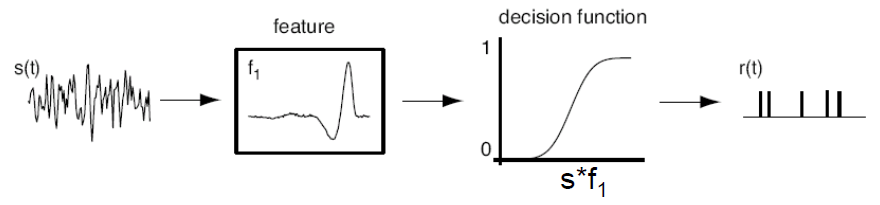 s(t)
feature
f₁
decision function
1
0
s*f₁
r(t)